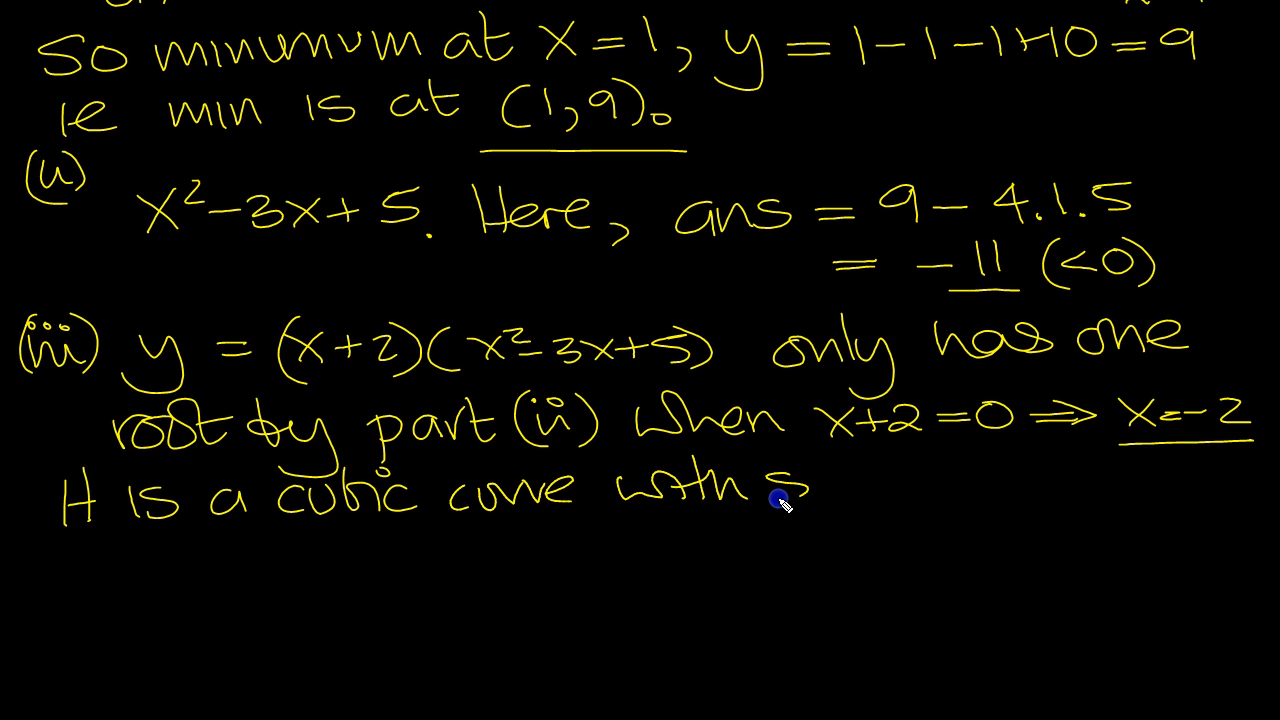 So minumum at x = 1, y = 1 - 1 - 1 + 10 = 9
ie min is at (1,9).
(ii)
x² - 3x + 5. Here, ans = 9 - 4.1.5
= - 11 (<0)
(iii) y = (x+2)(x² - 3x + 5) only has one
root by part (ii) when x+2 = 0 ⇒ x = -2
It is a cubic curve with s